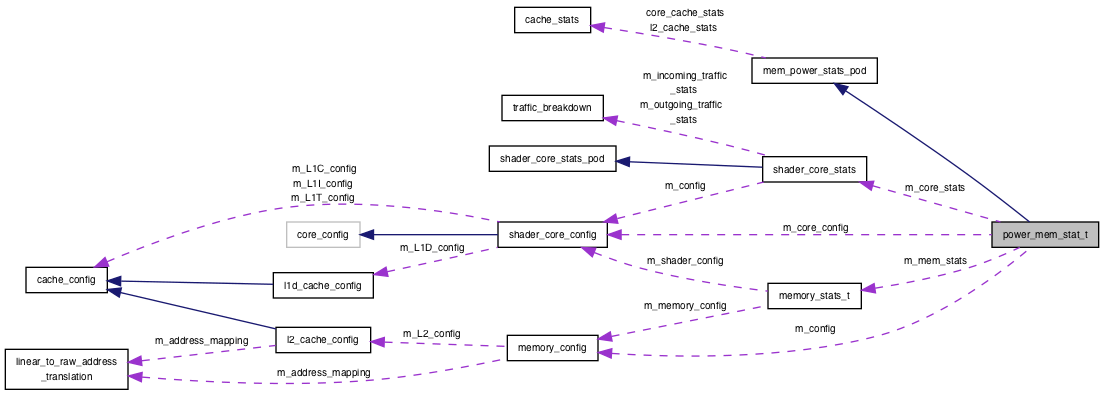 core_cache_stats
l2_cache_stats
cache_stats
mem_power_stats_pod
m_incoming_traffic
_stats
m_outgoing_traffic
_stats
traffic_breakdown
shader_core_stats_pod
shader_core_stats
m_L1C_config
m_L1I_config
m_L1T_config
m_config
m_core_stats
core_config
shader_core_config
m_core_config
power_mem_stat_t
m_L1D_config
m_shader_config
m_mem_stats
cache_config
l1d_cache_config
memory_stats_t
m_memory_config
m_address_mapping
l2_cache_config
m_L2_config
memory_config
m_config
linear_to_raw_address
_translation
m_address_mapping